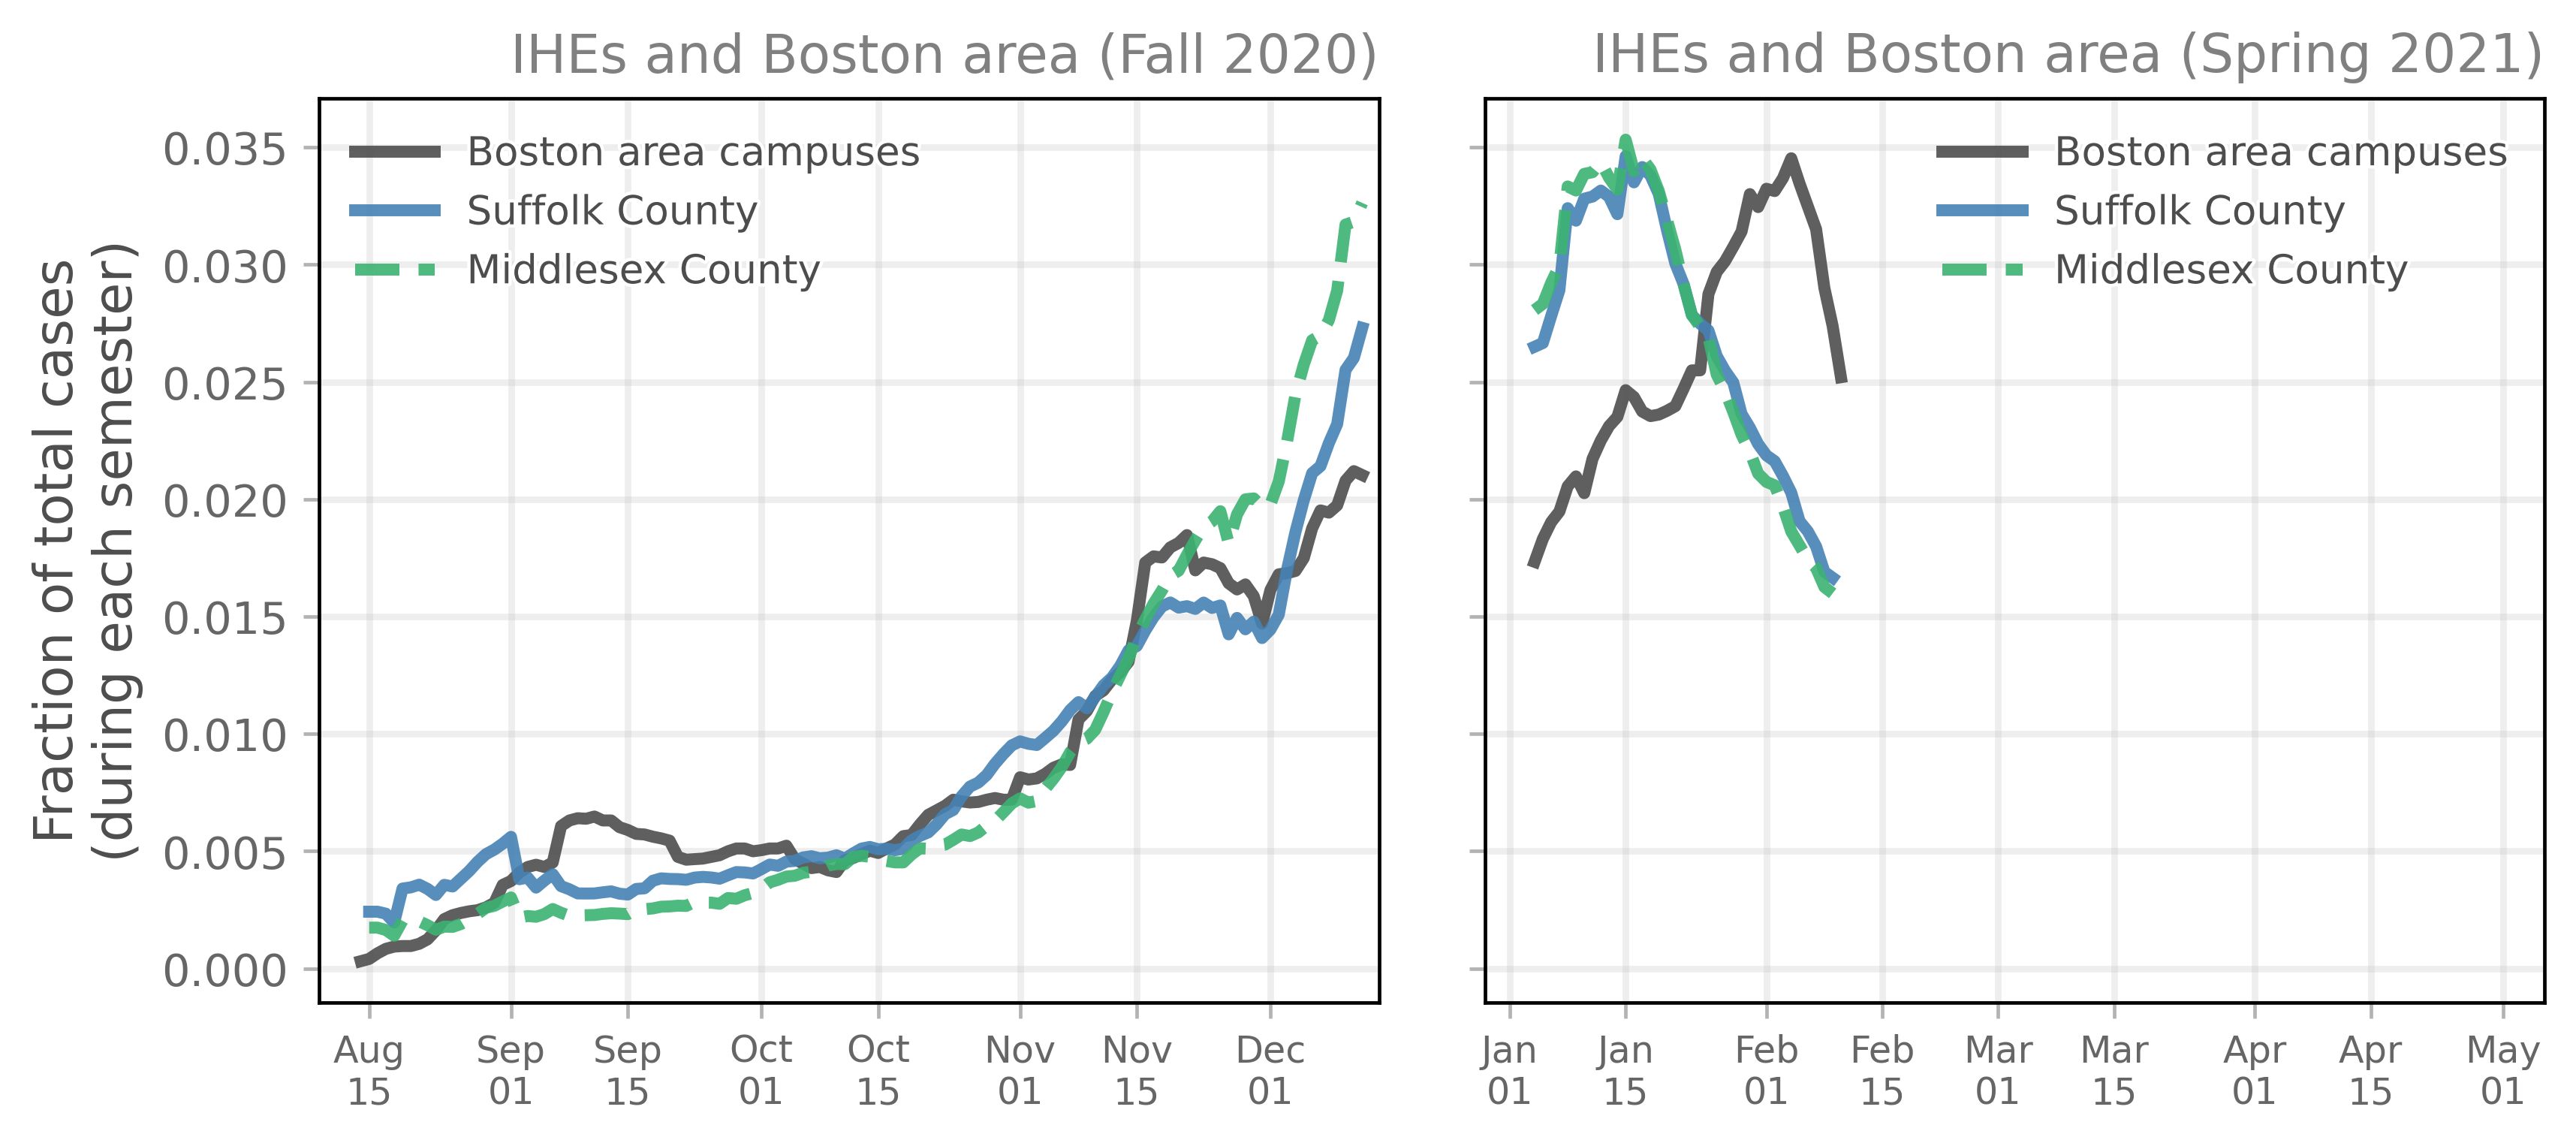 IHEs and Boston area (Fall 2020)
Boston area campuses
Suffolk County
Middlesex County
Fraction of total cases
(during each semester)
0.035
0.030
0.025
0.020
0.015
0.010
0.005
0.000
Aug Sep Sep Oct Oct Nov Nov Dec
15 01 15 01 15 01 15 01
IHEs and Boston area (Spring 2021)
Boston area campuses
Suffolk County
Middlesex County
Jan Jan Feb Feb Mar Mar Apr Apr May
01 15 01 15 01 15 01 15 01